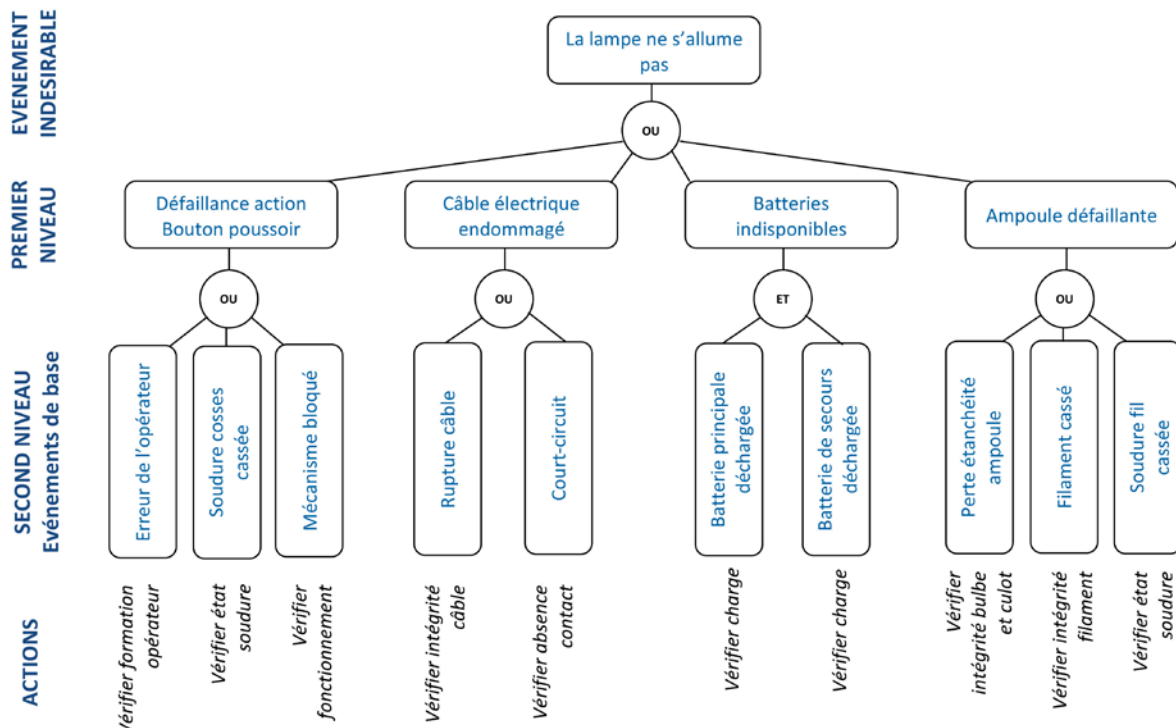 EVÉNEMENT
INDESIRABLE
La lampe ne s'allume
pas
OU
PREMIER
NIVEAU
Défaillance action
Bouton poussoir
Câble électrique
endommagé
Batteries
indisponibles
Ampoule défaillante
OU
OU
ET
OU
SECOND NIVEAU
Evénements de base
Erreur de l'opérateur
Soudure cosses
cassée
Mécanisme bloqué
Rupture câble
Court-circuit
Batterie principale
déchargée
Batterie de secours
déchargée
Perte étanchéité
ampoule
Filament cassé
Soudure fil
cassée
ACTIONS
Vérifier formation
opérateur
Vérifier état
soudure
Vérifier
fonctionnement
Vérifier intégrité
câble
Vérifier absence
contact
Vérifier charge
Vérifier charge
Vérifier
intégrité bulbe
et culot
Vérifier intégrité
filament
Vérifier état
soudure